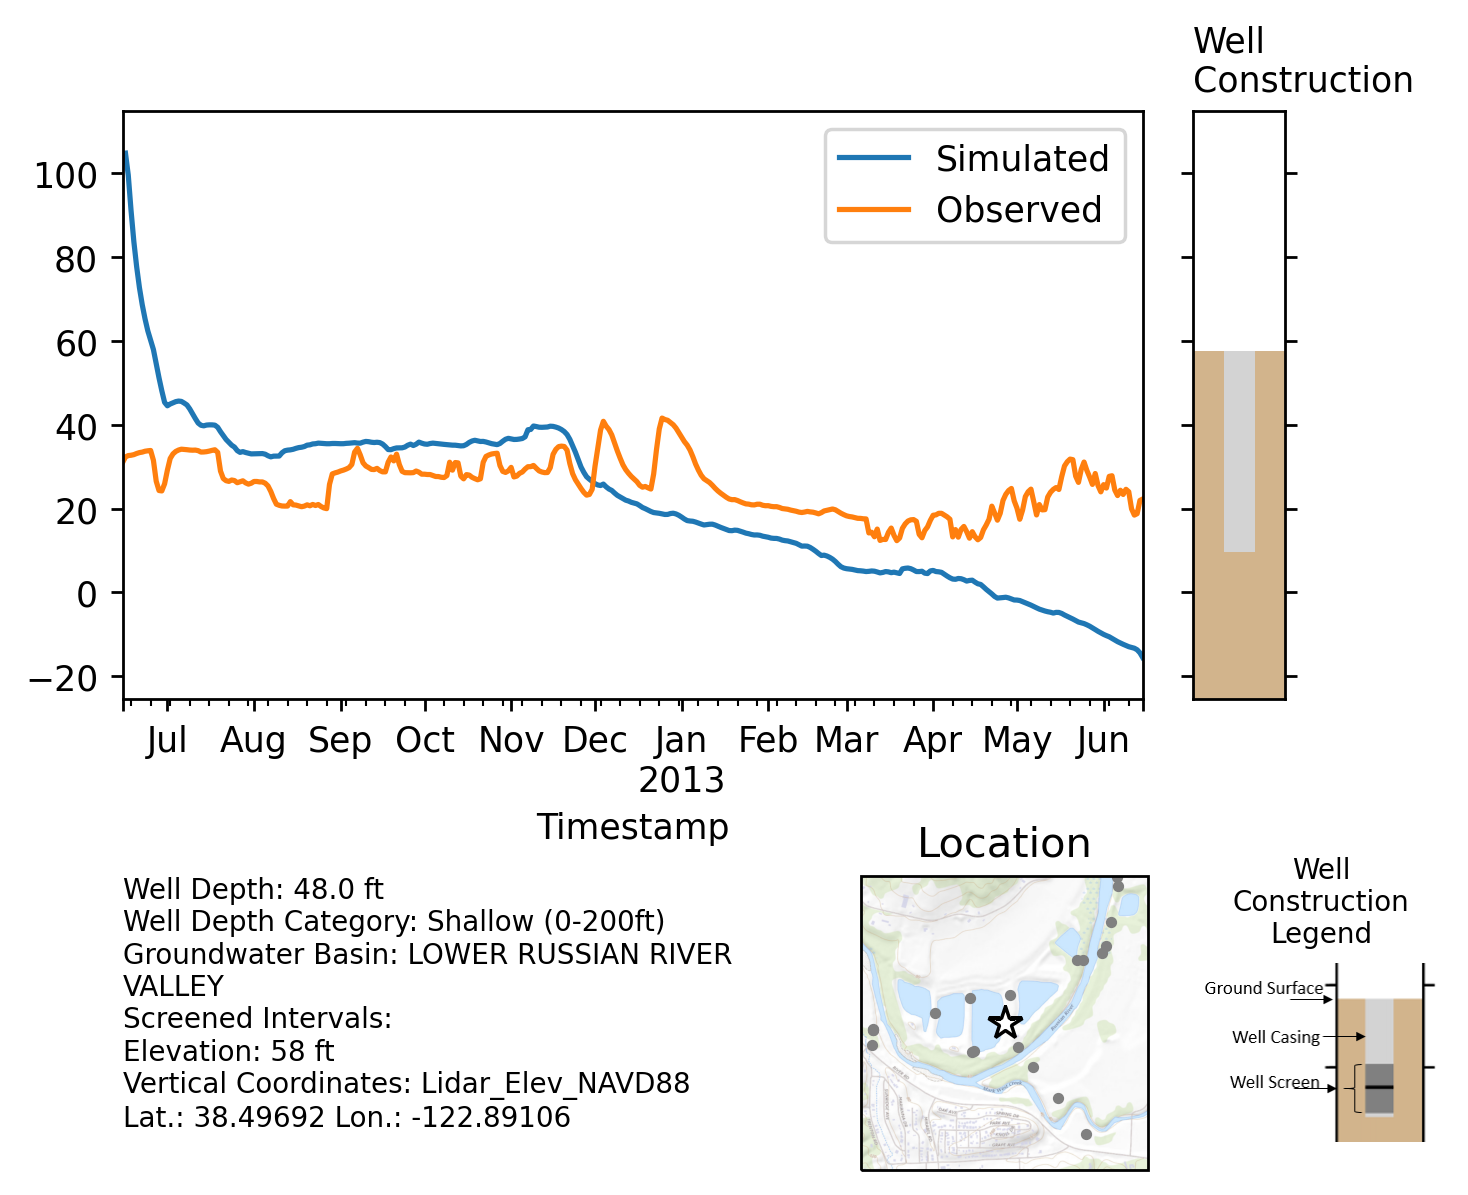 Well
Construction
100
80
60
40
20
0
−20
Simulated
Observed
Jul Aug Sep Oct Nov Dec Jan Feb Mar Apr May Jun
2013
Timestamp
Well Depth: 48.0 ft
Well Depth Category: Shallow (0-200ft)
Groundwater Basin: LOWER RUSSIAN RIVER
VALLEY
Screened Intervals:
Elevation: 58 ft
Vertical Coordinates: Lidar_Elev_NAVD88
Lat.: 38.49692 Lon.: -122.89106
Location
Well
Construction
Legend
Ground Surface
Well Casing
Well Screen